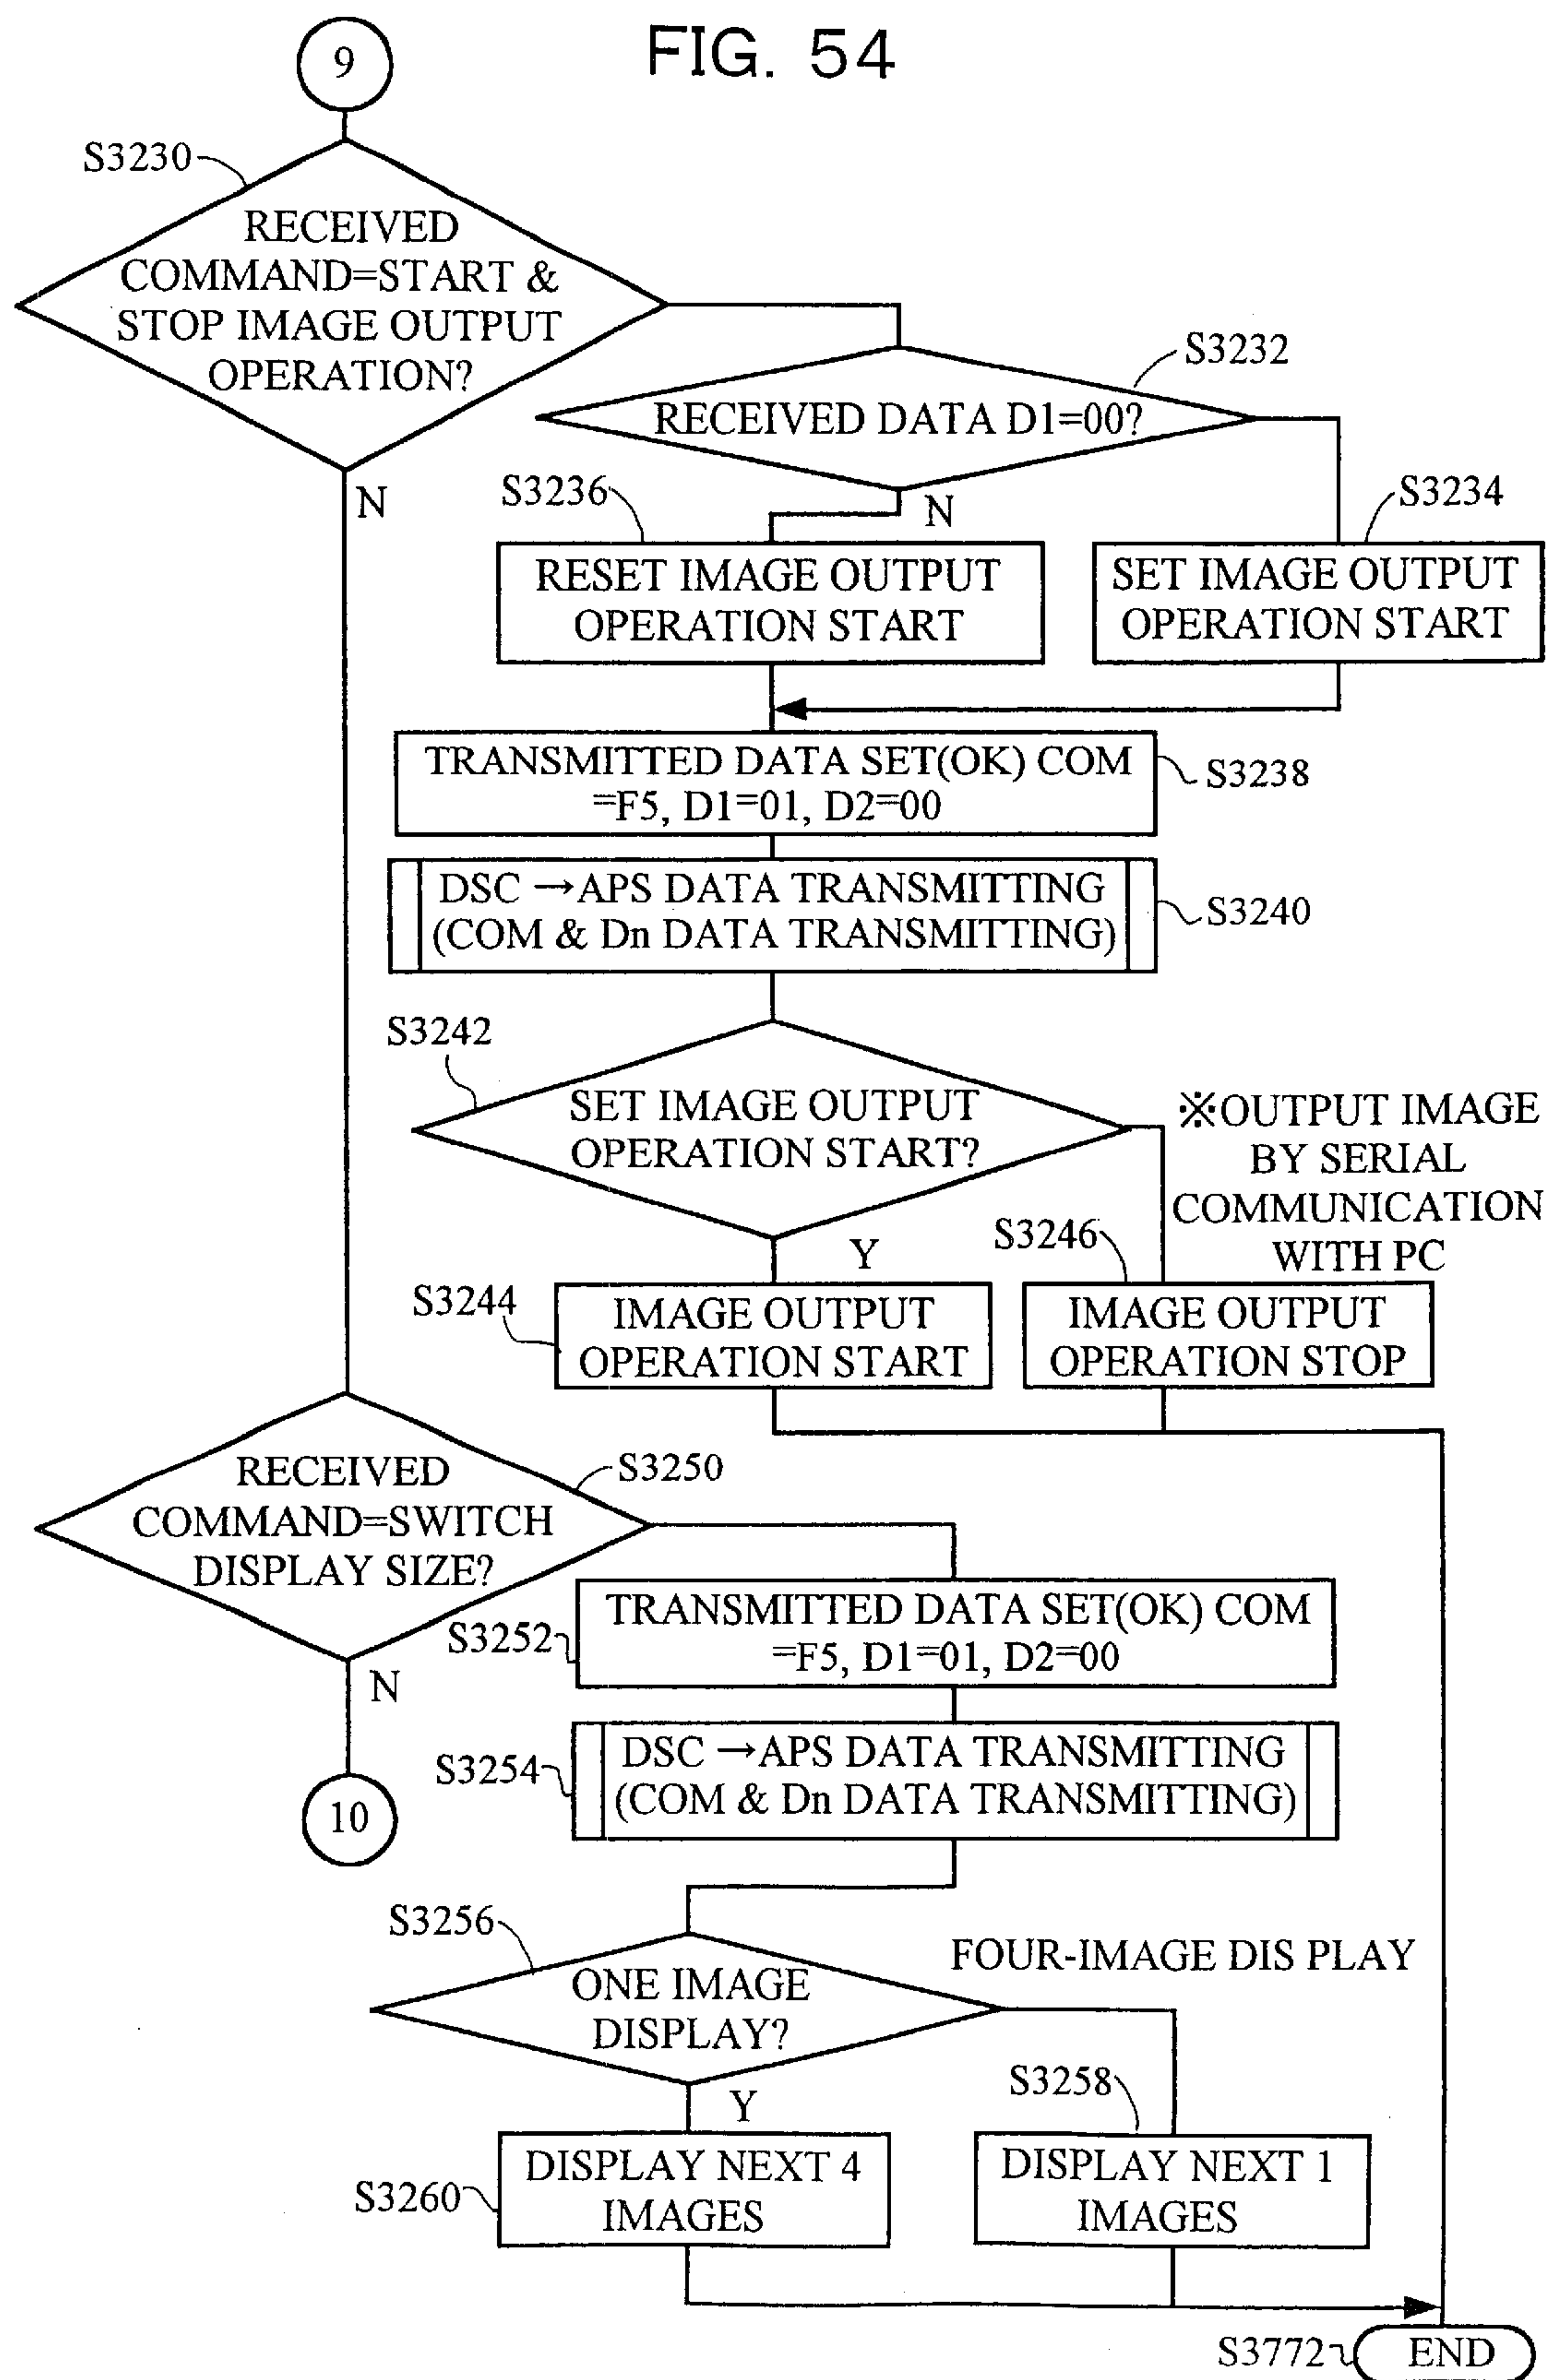 FIG. 54
9
S3230
RECEIVED
COMMAND=START &
STOP IMAGE OUTPUT
OPERATION?
N
S3232
RECEIVED DATA D1=00?
N
S3236
RESET IMAGE OUTPUT
OPERATION START
S3234
SET IMAGE OUTPUT
OPERATION START
TRANSMITTED DATA SET(OK) COM
=F5, D1=01, D2=00
S3238
DSC →APS DATA TRANSMITTING
(COM & Dn DATA TRANSMITTING)
S3240
S3242
SET IMAGE OUTPUT
OPERATION START?
Y
※OUTPUT IMAGE
BY SERIAL
COMMUNICATION
WITH PC
S3244
IMAGE OUTPUT
OPERATION START
S3246
IMAGE OUTPUT
OPERATION STOP
S3250
RECEIVED
COMMAND=SWITCH
DISPLAY SIZE?
N
10
S3252
TRANSMITTED DATA SET(OK) COM
=F5, D1=01, D2=00
S3254
DSC →APS DATA TRANSMITTING
(COM & Dn DATA TRANSMITTING)
S3256
ONE IMAGE
DISPLAY?
Y
FOUR-IMAGE DIS PLAY
S3258
DISPLAY NEXT 1
IMAGES
S3260
DISPLAY NEXT 4
IMAGES
S3772
END